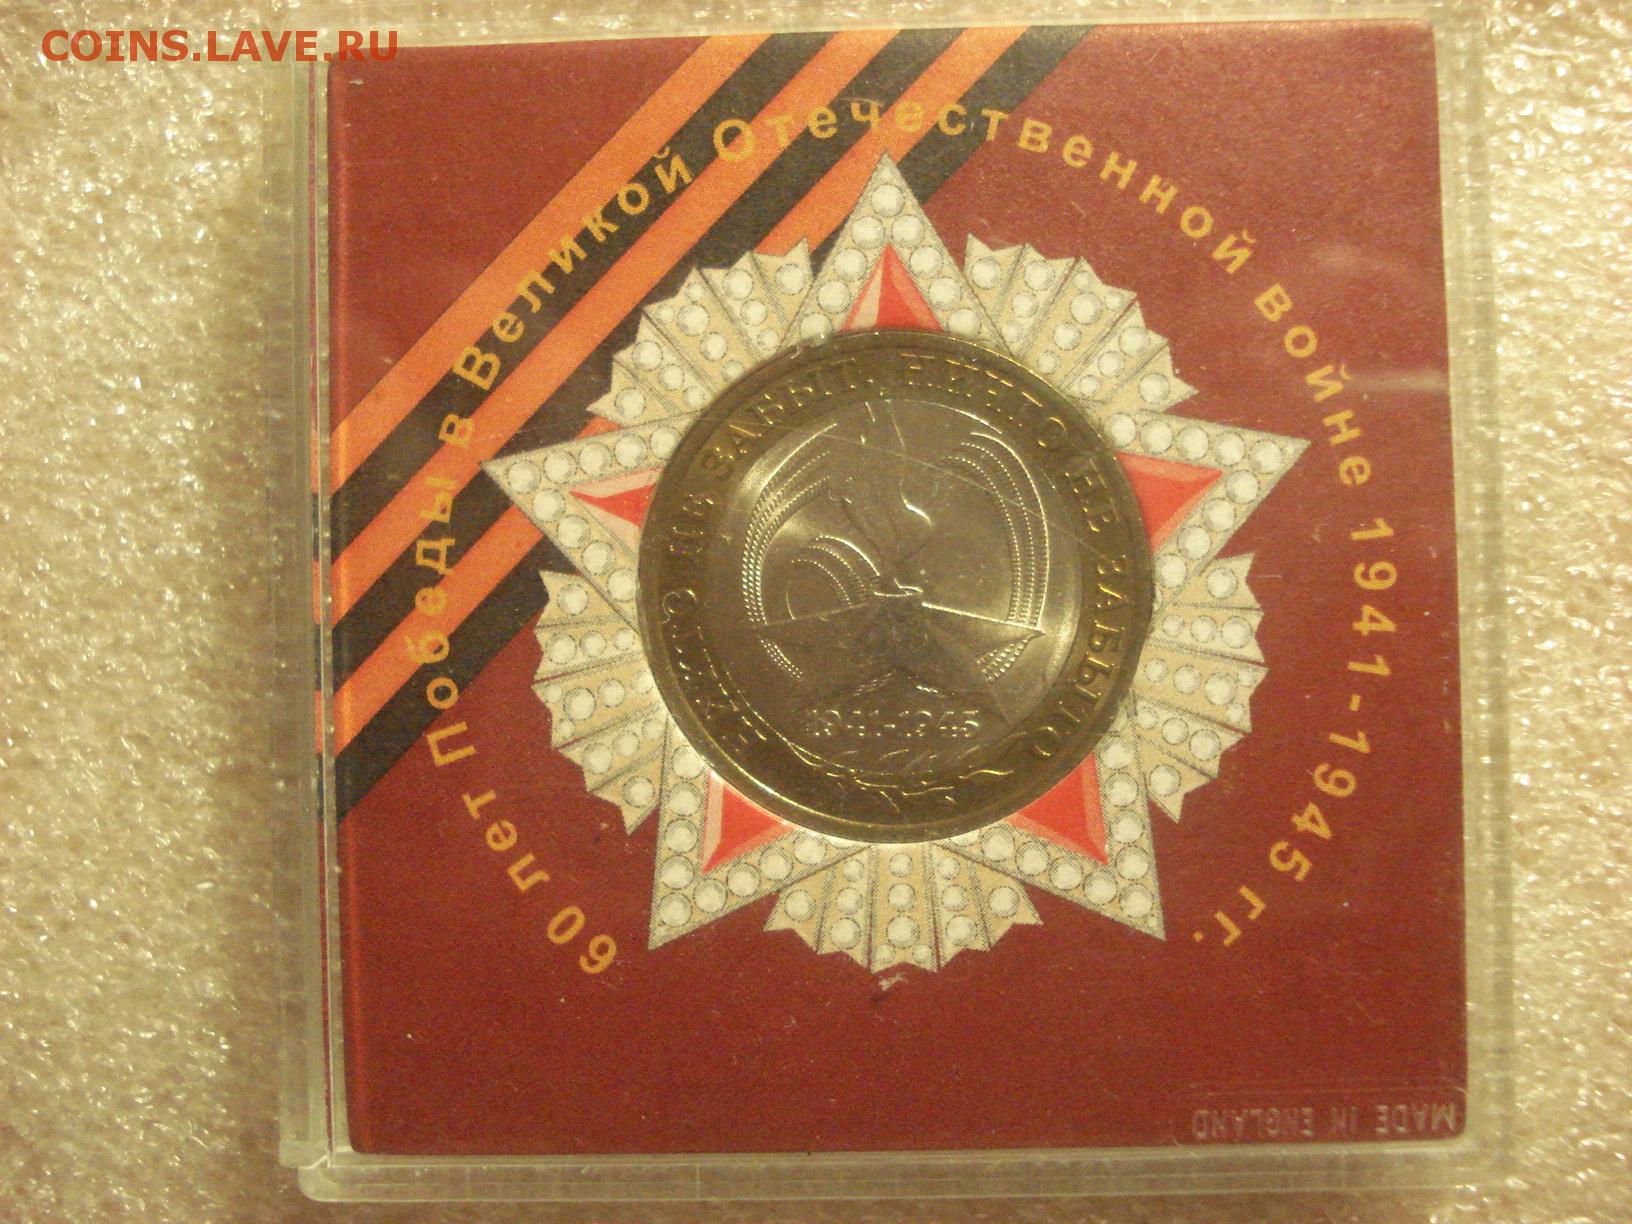 COINS.LAVE.RU
60 лет Победы в Великой Отечественной войне 1941-1945 гг.
НИКТО НЕ ЗАБЫТ, НИЧТО НЕ ЗАБЫТО
1941-1945
MADE IN ENGLAND